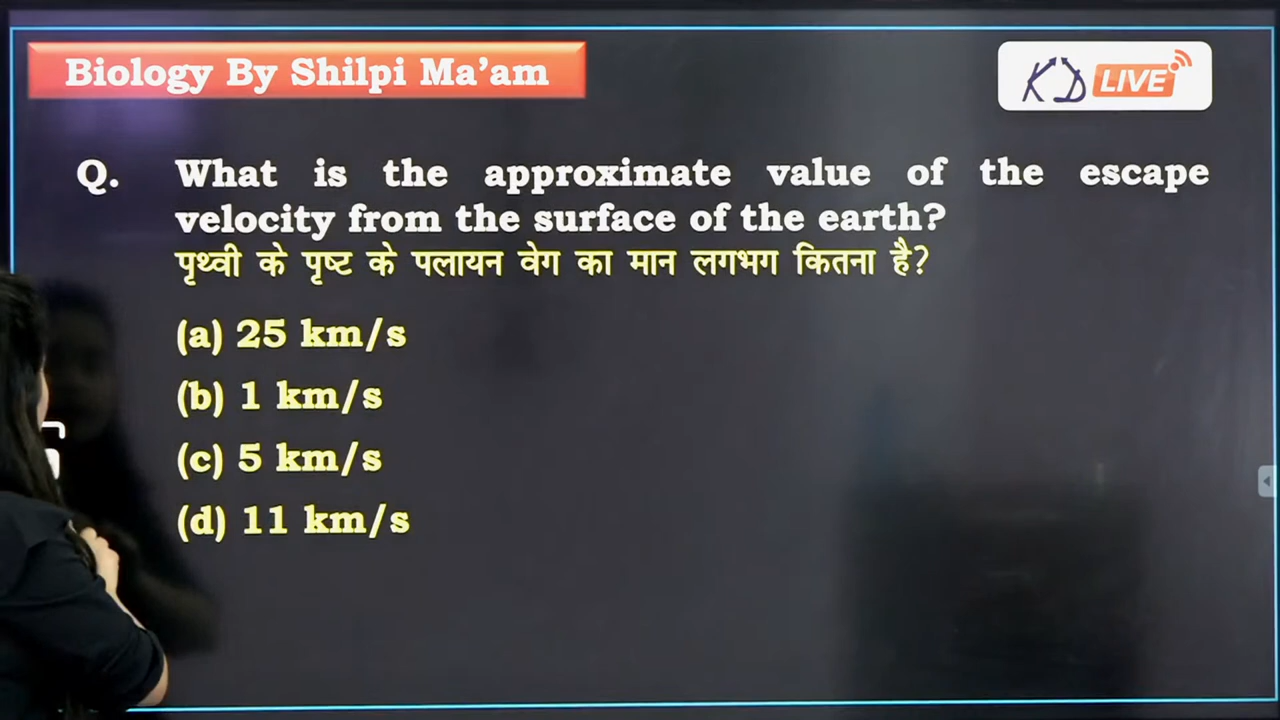 Biology By Shilpi Ma’am
KD LIVE
Q. What is the approximate value of the escape
velocity from the surface of the earth?
पृथ्वी के पृष्ट के पलायन वेग का मान लगभग कितना है?
(a) 25 km/s
(b) 1 km/s
(c) 5 km/s
(d) 11 km/s